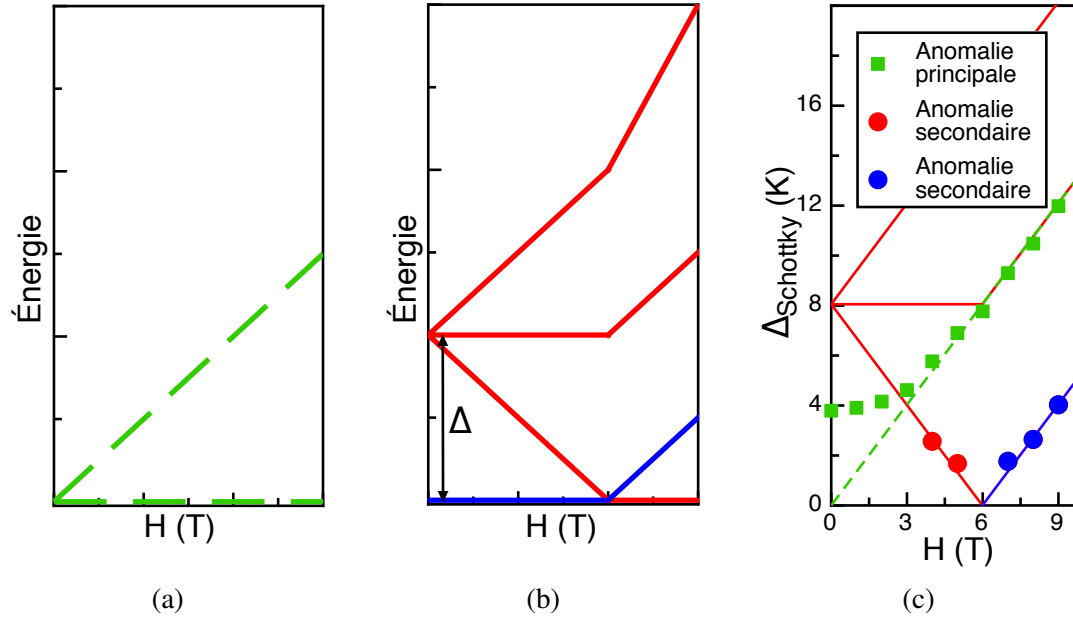 Énergie
H (T)
(a)
Énergie
Δ
H (T)
(b)
ΔSchottky (K)
16
12
8
4
0
Anomalie
principale
Anomalie
secondaire
Anomalie
secondaire
0
3
6
9
H (T)
(c)